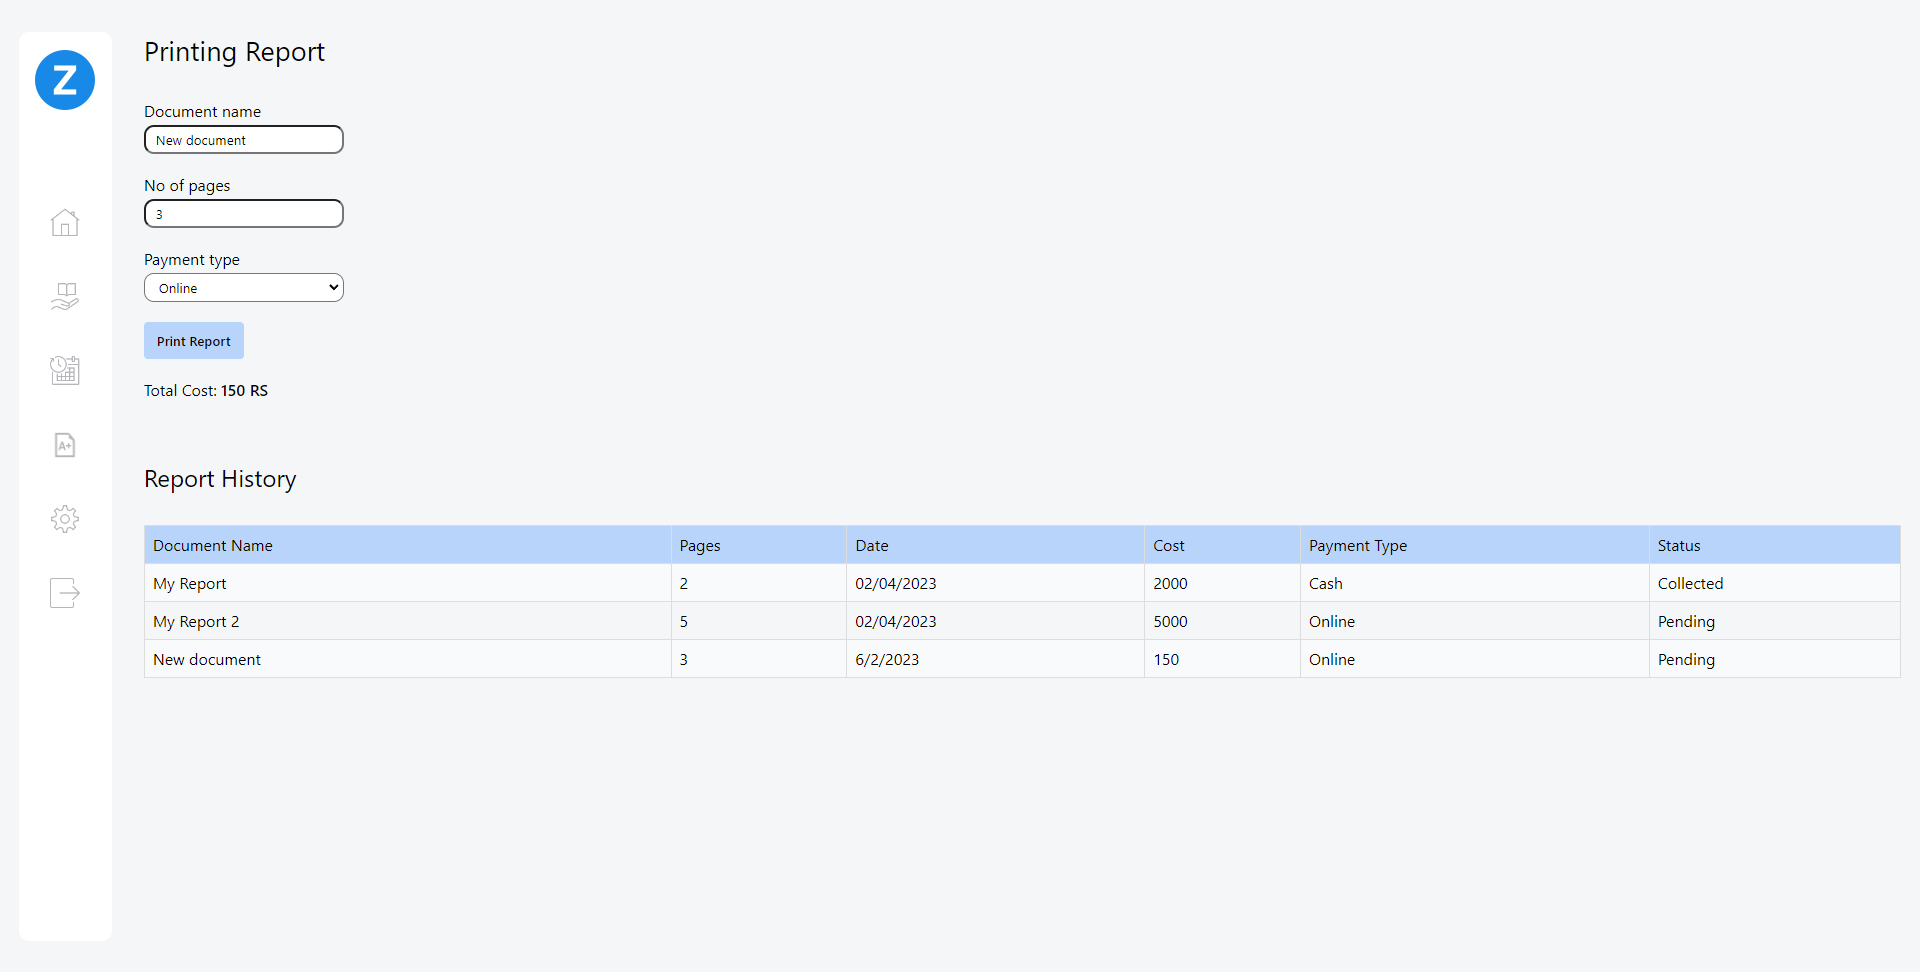 Z
Printing Report
Document name
New document
No of pages
3
Payment type
Online
Print Report
Total Cost: 150 RS
A+
Report History
Document Name Pages Date Cost Payment Type Status
My Report 2 02/04/2023 2000 Cash Collected
My Report 2 5 02/04/2023 5000 Online Pending
New document 3 6/2/2023 150 Online Pending